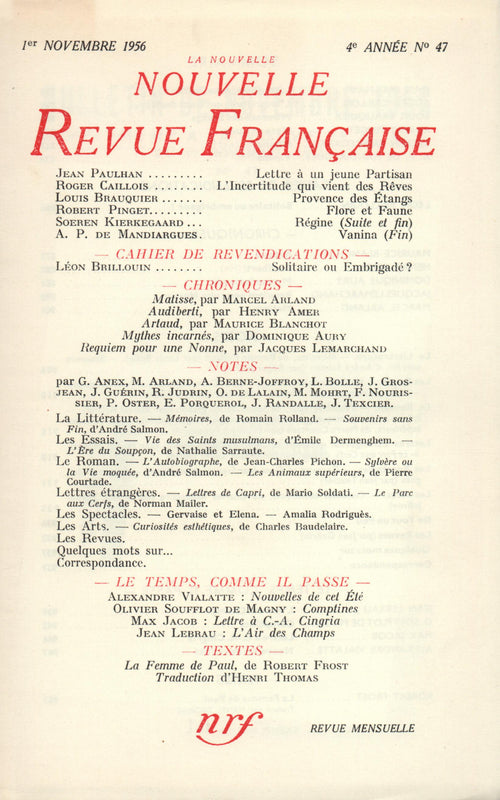 1er NOVEMBRE 1956 4e ANNÉE No 47
LA NOUVELLE
NOUVELLE
REVUE FRANÇAISE
JEAN PAULHAN ......... Lettre à un jeune Partisan
ROGER CAILLOIS ........ L'Incertitude qui vient des Rêves
LOUIS BRAUQUIER ...... Provence des Étangs
ROBERT PINGET........ Flore et Faune
SOEREN KIERKEGAARD ... Régine (Suite et fin)
A. P. DE MANDIARGUES. Vanina (Fin)
— CAHIER DE REVENDICATIONS —
LÉON BRILLOUIN ........ Solitaire ou Embrigadé ?
— CHRONIQUES —
Matisse, par MARCEL ARLAND
Audiberti, par HENRY AMER
Artaud, par MAURICE BLANCHOT
Mythes incarnés, par DOMINIQUE AURY
Requiem pour une Nonne, par JACQUES LEMARCHAND
— NOTES —
par G. ANEX, M. ARLAND, A. BERNE-JOFFROY, L. BOLLE, J. GROS-
JEAN, J. GUÉRIN, R. JUDRIN, O. DE LALAIN, M. MOHRT, F. NOURIS-
SIER, P. OSTER, E. PORQUEROL, J. RANDALLE, J. TEXCIER.
La Littérature. — Mémoires, de Romain Rolland. — Souvenirs sans
Fin, d'André Salmon.
Les Essais. — Vie des Saints musulmans, d'Émile Dermenghem. —
L'Ère du Soupçon, de Nathalie Sarraute.
Le Roman. — L'Autobiographe, de Jean-Charles Pichon. — Sylvère ou
la Vie moquée, d'André Salmon. — Les Animaux supérieurs, de Pierre
Courtade.
Lettres étrangères. — Lettres de Capri, de Mario Soldati. — Le Parc
aux Cerfs, de Norman Mailer.
Les Spectacles. — Gervaise et Elena. — Amalia Rodriguès.
Les Arts. — Curiosités esthétiques, de Charles Baudelaire.
Les Revues.
Quelques mots sur...
Correspondance.
— LE TEMPS, COMME IL PASSE —
ALEXANDRE VIALATTE : Nouvelles de cet Été
OLIVIER SOUFFLOT DE MAGNY : Comptines
MAX JACOB : Lettre à C.-A. Cingria
JEAN LEBRAU : L'Air des Champs
— TEXTES —
La Femme de Paul, de ROBERT FROST
Traduction d'HENRI THOMAS
nrf REVUE MENSUELLE